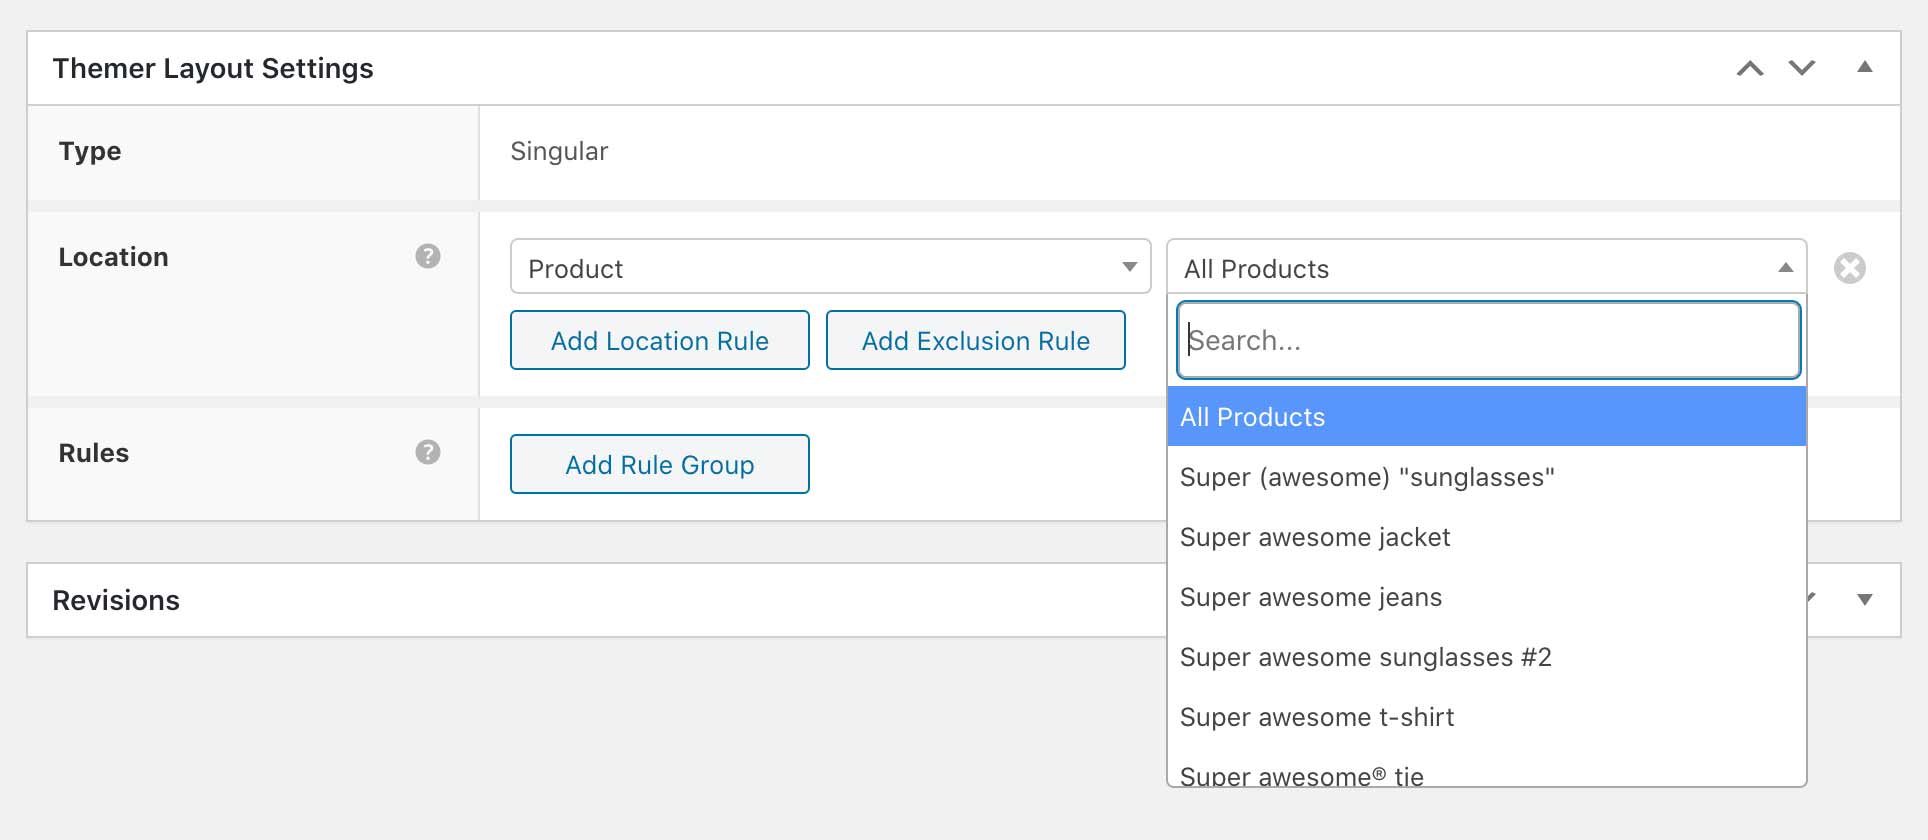 Themer Layout Settings
Type
Singular
Location
?
Product
All Products
Add Location Rule
Add Exclusion Rule
Search...
All Products
Super (awesome) "sunglasses"
Super awesome jacket
Super awesome jeans
Super awesome sunglasses #2
Super awesome t-shirt
Super awesome® tie
Rules
?
Add Rule Group
Revisions